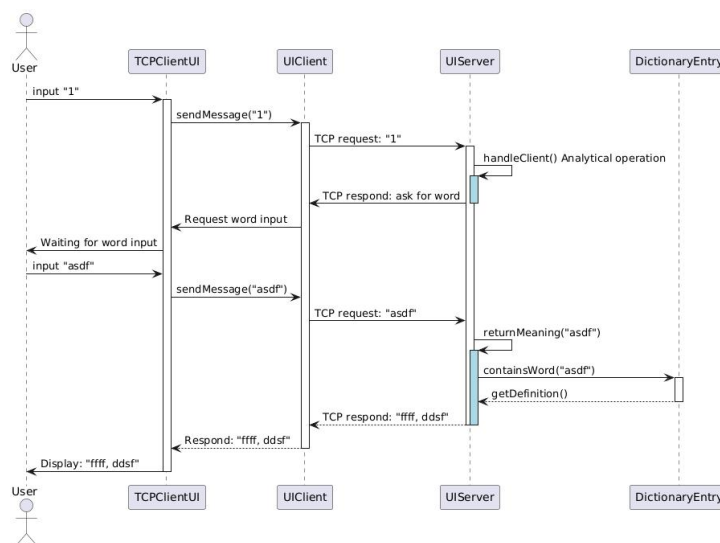 User
TCPClientUI
UIClient
UIServer
DictionaryEntry
input "1"
sendMessage("1")
TCP request: "1"
handleClient() Analytical operation
TCP respond: ask for word
Request word input
Waiting for word input
input "asdf"
sendMessage("asdf")
TCP request: "asdf"
returnMeaning("asdf")
containsWord("asdf")
getDefinition()
TCP respond: "ffff, ddsf"
Respond: "ffff, ddsf"
Display: "ffff, ddsf"
User
TCPClientUI
UIClient
UIServer
DictionaryEntry